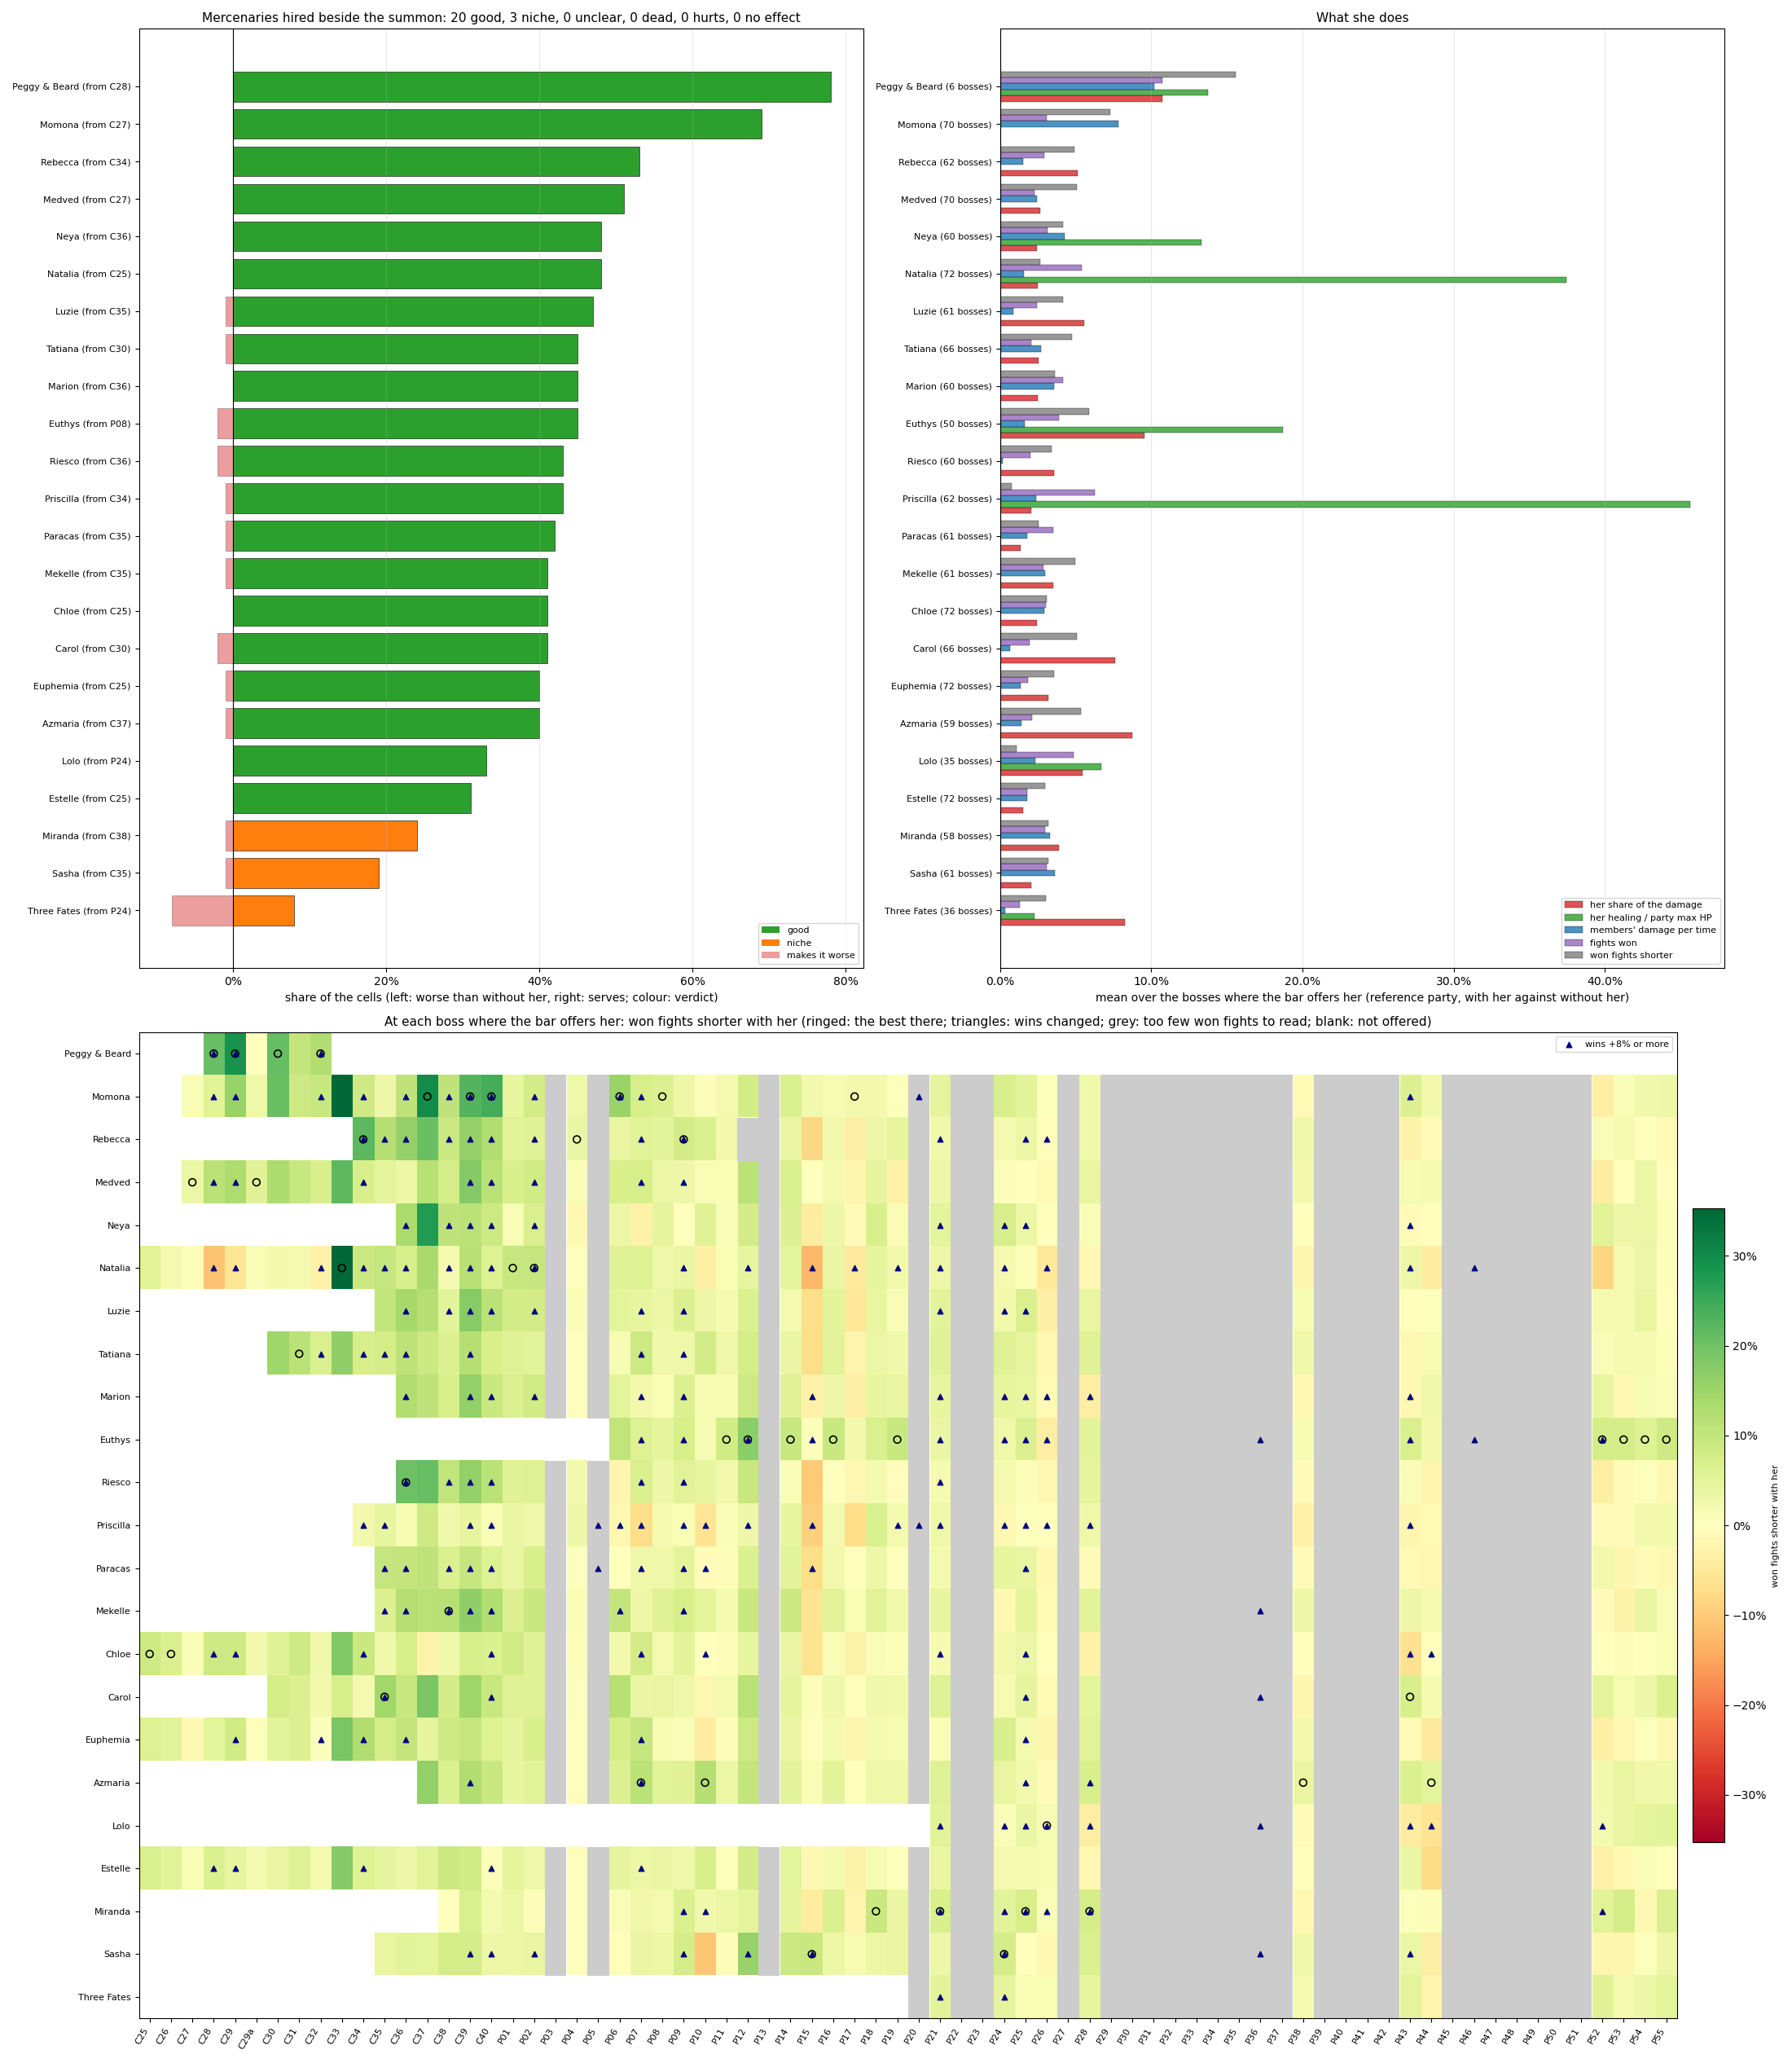 Mercenaries hired beside the summon: 20 good, 3 niche, 0 unclear, 0 dead, 0 hurts, 0 no effect
Peggy & Beard (from C28)
Momona (from C27)
Rebecca (from C34)
Medved (from C27)
Neya (from C36)
Natalia (from C25)
Luzie (from C35)
Tatiana (from C30)
Marion (from C36)
Euthys (from P08)
Riesco (from C36)
Priscilla (from C34)
Paracas (from C35)
Mekelle (from C35)
Chloe (from C25)
Carol (from C30)
Euphemia (from C25)
Azmaria (from C37)
Lolo (from P24)
Estelle (from C25)
Miranda (from C38)
Sasha (from C35)
Three Fates (from P24)
good
niche
makes it worse
0%
20%
40%
60%
80%
share of the cells (left: worse than without her, right: serves; colour: verdict)
What she does
Peggy & Beard (6 bosses)
Momona (70 bosses)
Rebecca (62 bosses)
Medved (70 bosses)
Neya (60 bosses)
Natalia (72 bosses)
Luzie (61 bosses)
Tatiana (66 bosses)
Marion (60 bosses)
Euthys (50 bosses)
Riesco (60 bosses)
Priscilla (62 bosses)
Paracas (61 bosses)
Mekelle (61 bosses)
Chloe (72 bosses)
Carol (66 bosses)
Euphemia (72 bosses)
Azmaria (59 bosses)
Lolo (35 bosses)
Estelle (72 bosses)
Miranda (58 bosses)
Sasha (61 bosses)
Three Fates (36 bosses)
her share of the damage
her healing / party max HP
members' damage per time
fights won
won fights shorter
0.0%
10.0%
20.0%
30.0%
40.0%
mean over the bosses where the bar offers her (reference party, with her against without her)
At each boss where the bar offers her: won fights shorter with her (ringed: the best there; triangles: wins changed; grey: too few won fights to read; blank: not offered)
wins +8% or more
Peggy & Beard
Momona
Rebecca
Medved
Neya
Natalia
Luzie
Tatiana
Marion
Euthys
Riesco
Priscilla
Paracas
Mekelle
Chloe
Carol
Euphemia
Azmaria
Lolo
Estelle
Miranda
Sasha
Three Fates
C25
C26
C27
C28
C29
C29a
C30
C31
C32
C33
C34
C35
C36
C37
C38
C39
C40
P01
P02
P03
P04
P05
P06
P07
P08
P09
P10
P11
P12
P13
P14
P15
P16
P17
P18
P19
P20
P21
P22
P23
P24
P25
P26
P27
P28
P29
P30
P31
P32
P33
P34
P35
P36
P37
P38
P39
P40
P41
P42
P43
P44
P45
P46
P47
P48
P49
P50
P51
P52
P53
P54
P55
30%
20%
10%
0%
−10%
−20%
−30%
won fights shorter with her